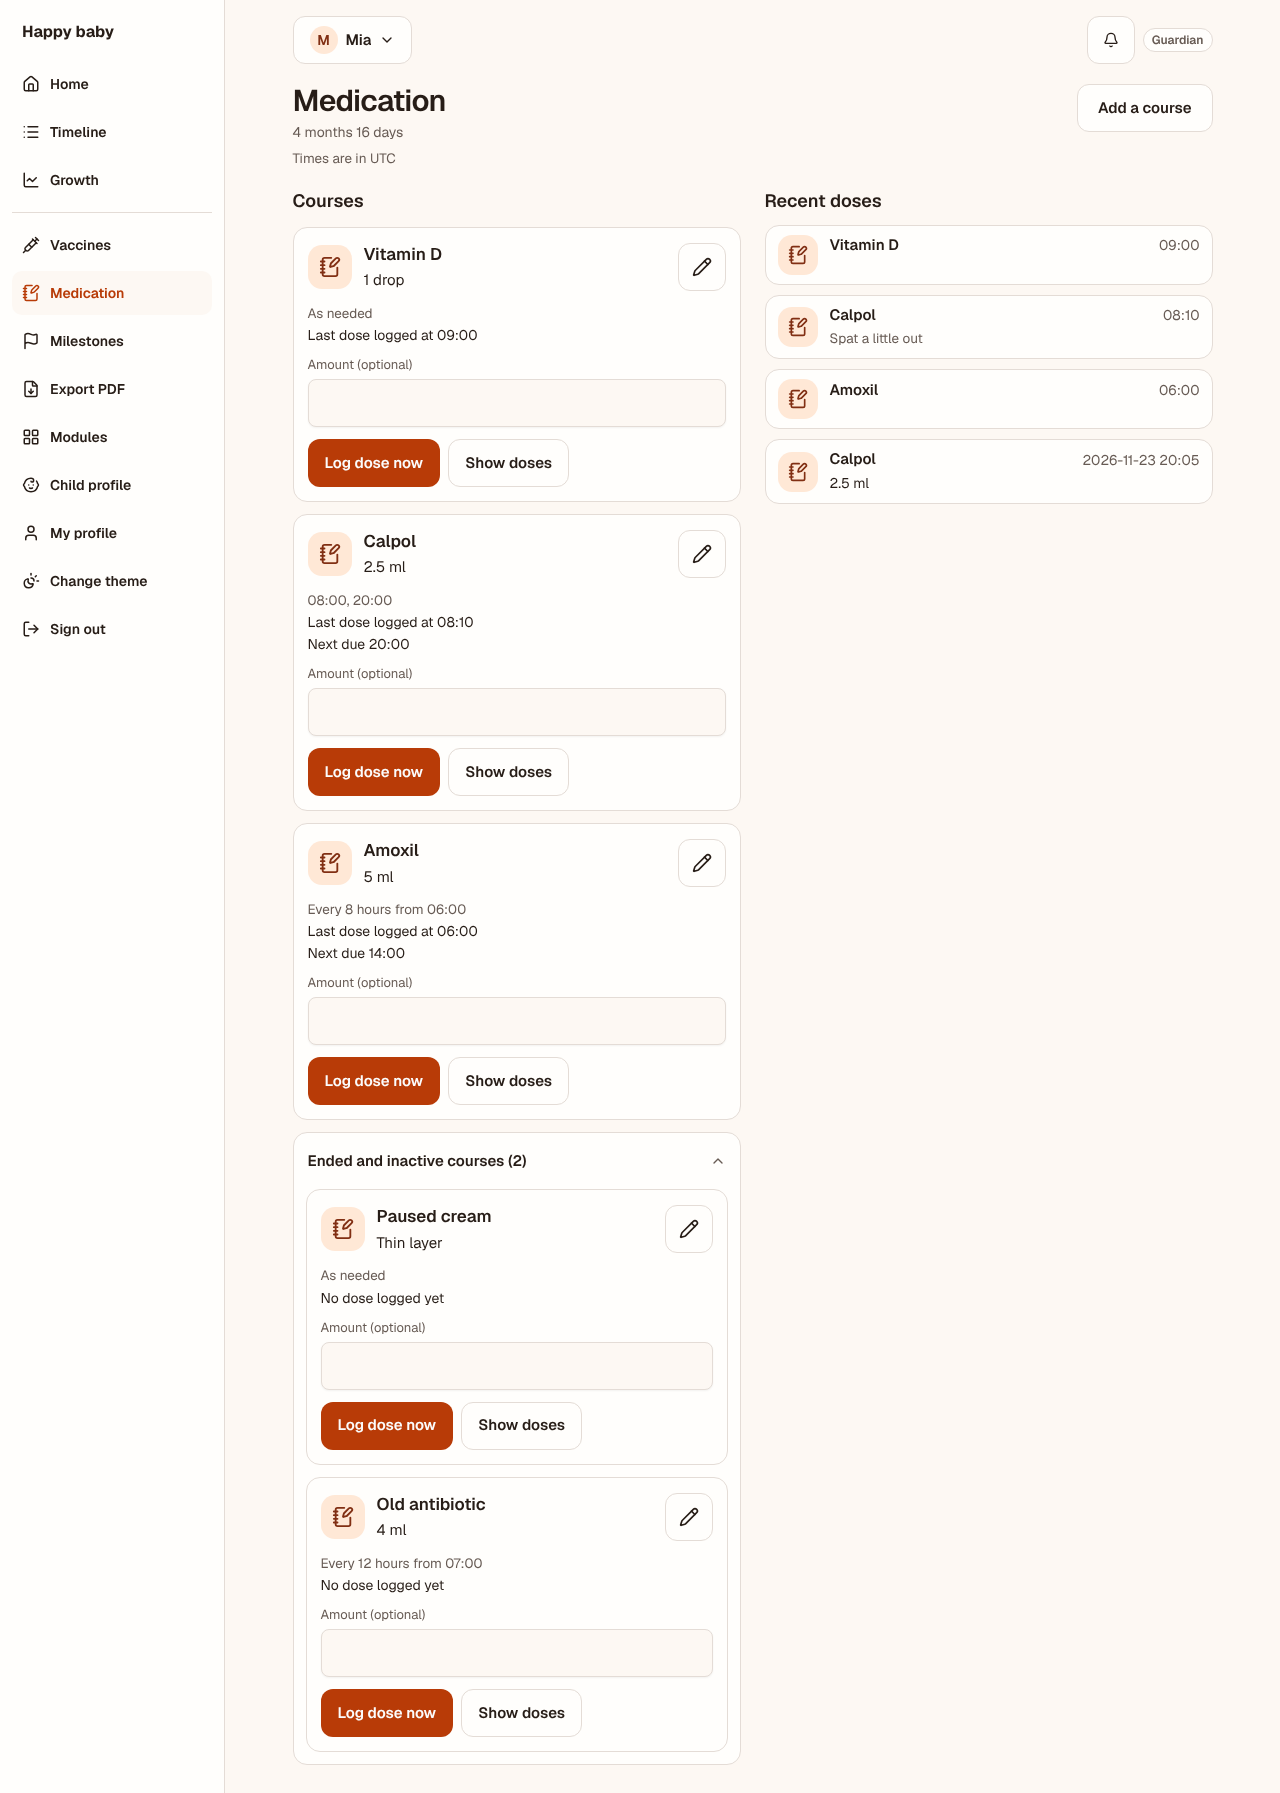 Happy baby
Home
Timeline
Growth
Vaccines
Medication
Milestones
Export PDF
Modules
Child profile
My profile
Change theme
Sign out
M Mia
Guardian
Medication
4 months 16 days
Times are in UTC
Add a course
Courses
Vitamin D
1 drop
As needed
Last dose logged at 09:00
Amount (optional)
Log dose now Show doses
Calpol
2.5 ml
08:00, 20:00
Last dose logged at 08:10
Next due 20:00
Amount (optional)
Log dose now Show doses
Amoxil
5 ml
Every 8 hours from 06:00
Last dose logged at 06:00
Next due 14:00
Amount (optional)
Log dose now Show doses
Ended and inactive courses (2)
Paused cream
Thin layer
As needed
No dose logged yet
Amount (optional)
Log dose now Show doses
Old antibiotic
4 ml
Every 12 hours from 07:00
No dose logged yet
Amount (optional)
Log dose now Show doses
Recent doses
Vitamin D 09:00
Calpol 08:10
Spat a little out
Amoxil 06:00
Calpol 2026-11-23 20:05
2.5 ml